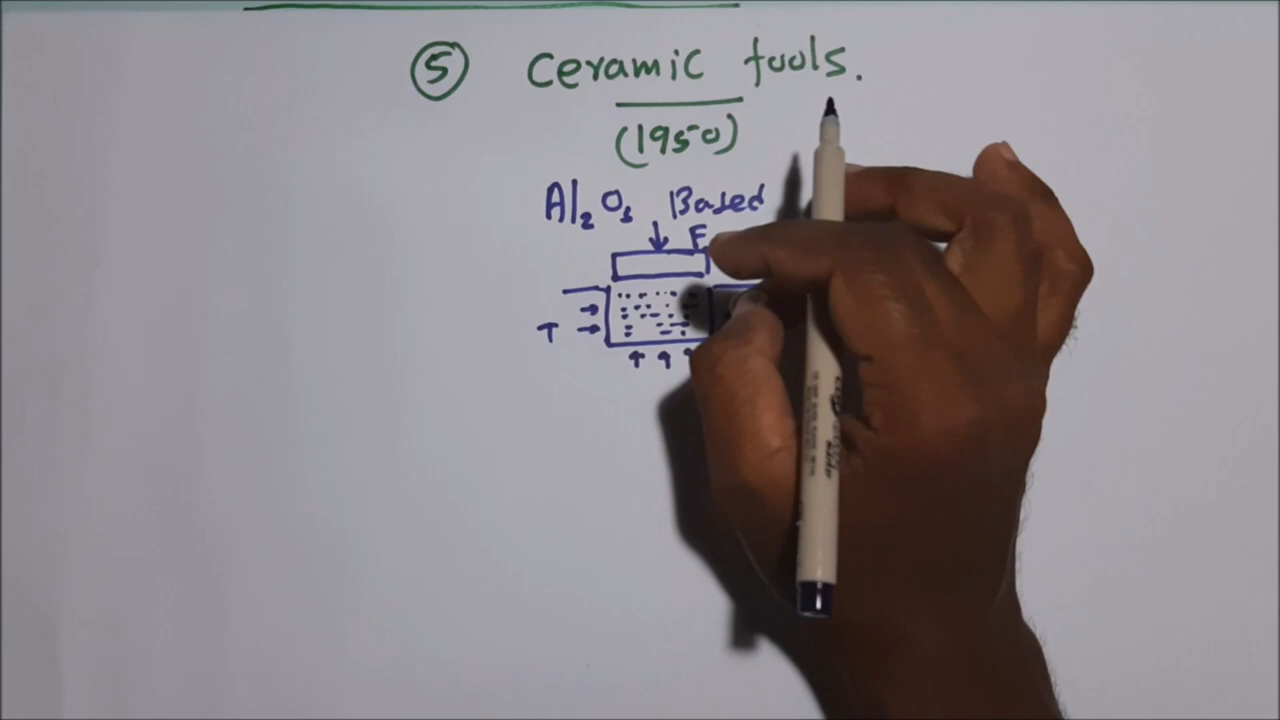 ⑤ Ceramic tools.
(1950)
Al₂O₃ Based
F
T